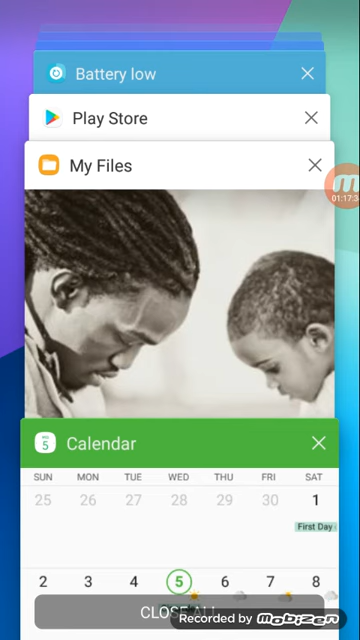 Battery low
Play Store
My Files
01:17:3
5
Calendar
SUN MON TUE WED THU FRI SAT
25 26 27 28 29 30 1
First Day
2 3 4 5 6 7 8
CLOSE ALL
Recorded by Mobizen